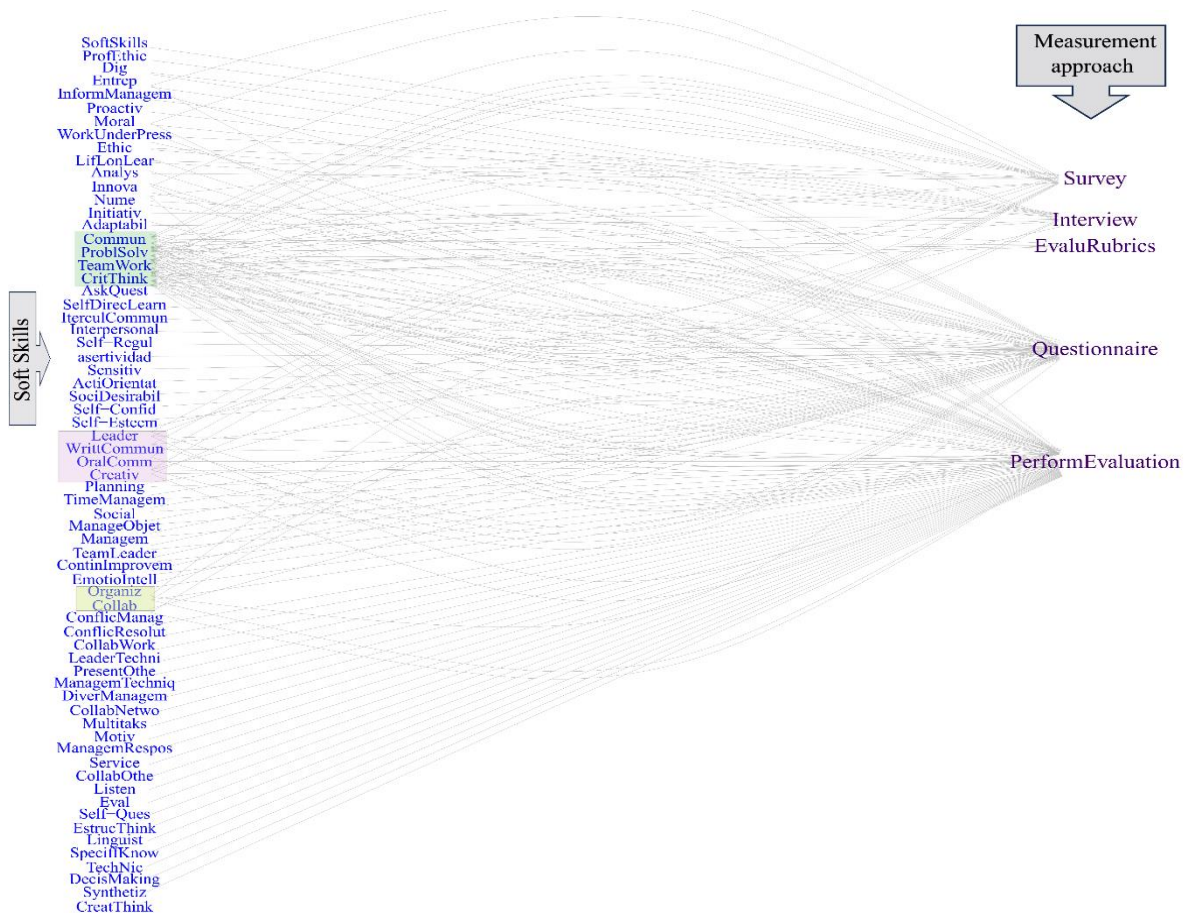 SoftSkills
ProfEthic
Dig
Entrep
InformManagem
Proactiv
Moral
WorkUnderPress
Ethic
LifLonLear
Analys
Innova
Nume
Initiativ
Adaptabil
Commun
ProblSolv
TeamWork
CritThink
AskQuest
SelfDirecLearn
IterculCommun
Interpersonal
Self-Regul
asertividad
Sensitiv
ActiOrientat
SociDesirabil
Self-Confid
Self-Esteem
Leader
WrittCommun
OralComm
Creativ
Planning
TimeManagem
Social
ManageObjet
Managem
TeamLeader
ContinImprovem
EmotioIntell
Organiz
Collab
ConflicManag
ConflicResolut
CollabWork
LeaderTechni
PresentOthe
ManagemTechniq
DiverManagem
CollabNetwo
Multitaks
Motiv
ManagemRespos
Service
CollabOthe
Listen
Eval
Self-Ques
EstrucThink
Linguist
SpecifKnow
TechNic
DecisMaking
Synthetiz
CreatThink
Soft Skills
Measurement
approach
Survey
Interview
EvaluRubrics
Questionnaire
PerformEvaluation